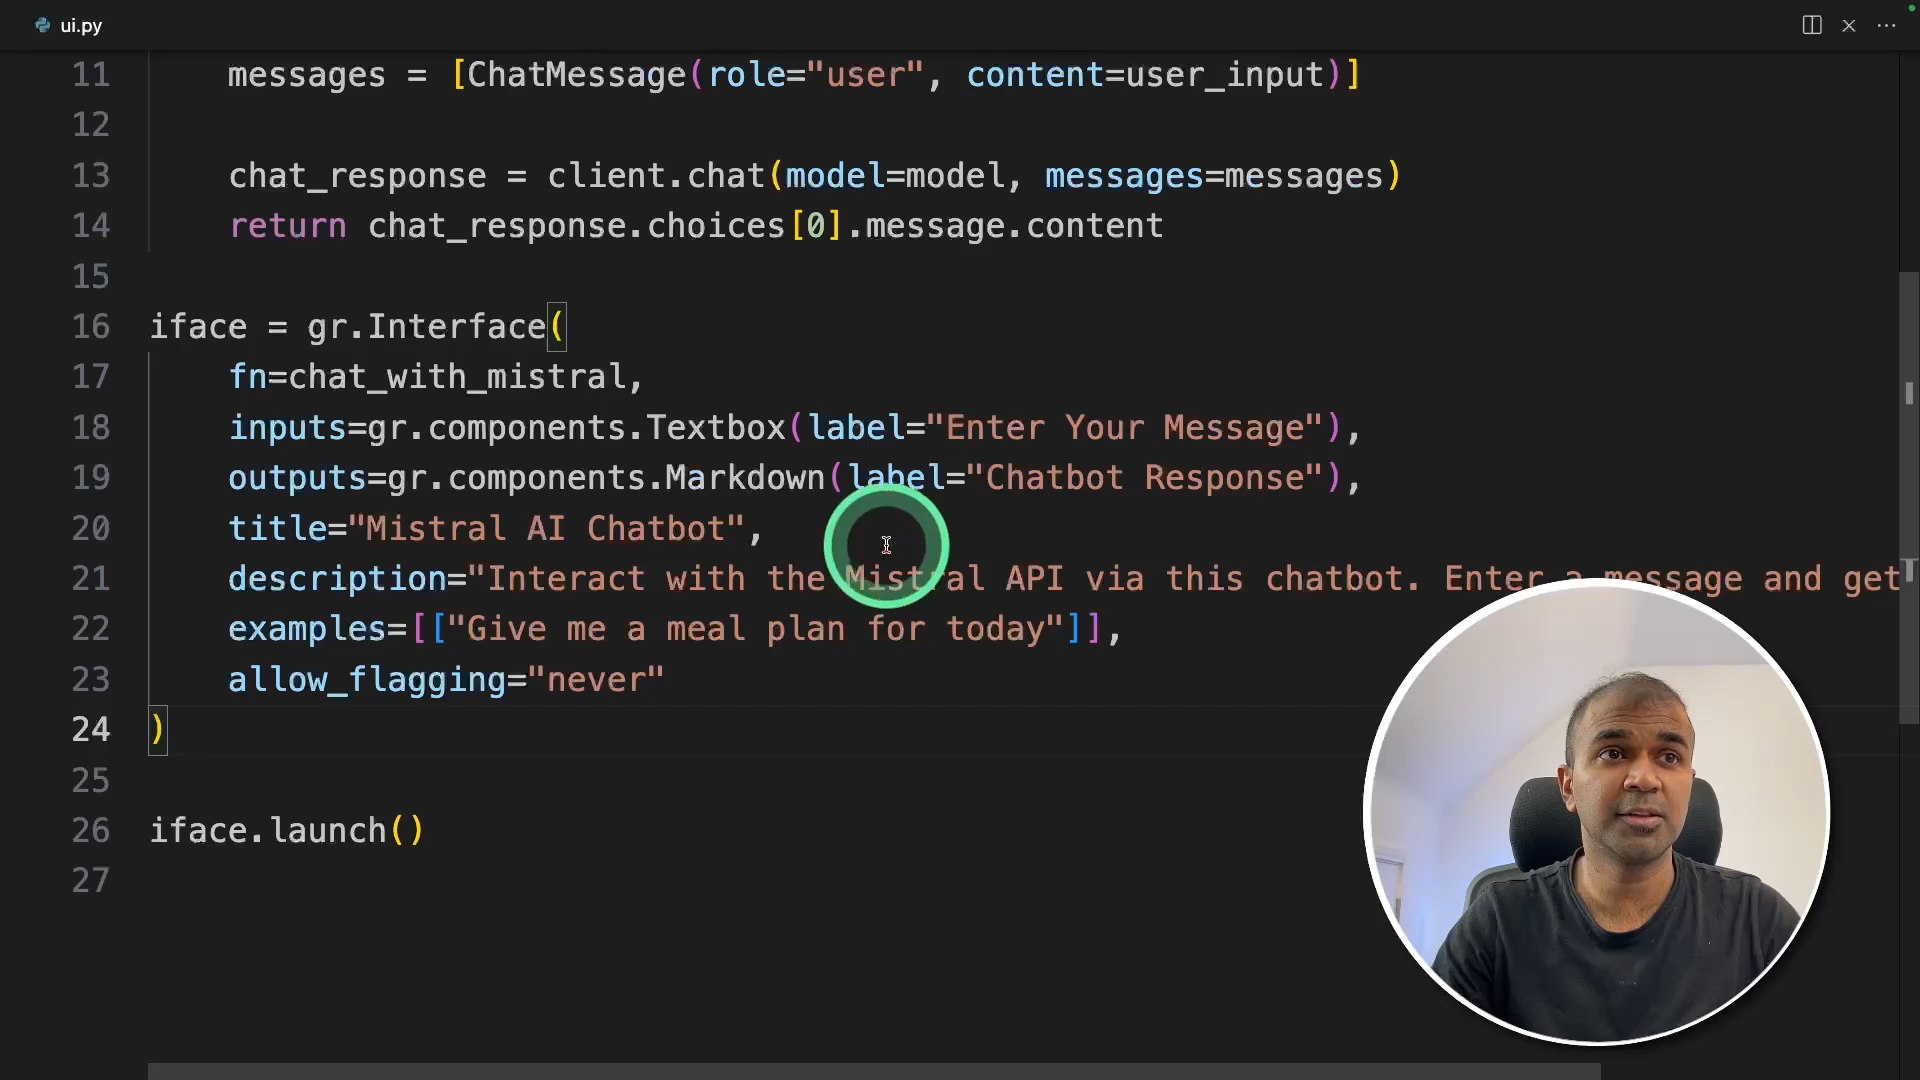 ui.py
11 messages = [ChatMessage(role="user", content=user_input)]
12
13 chat_response = client.chat(model=model, messages=messages)
14 return chat_response.choices[0].message.content
15
16 iface = gr.Interface(
17 fn=chat_with_mistral,
18 inputs=gr.components.Textbox(label="Enter Your Message"),
19 outputs=gr.components.Markdown(label="Chatbot Response"),
20 title="Mistral AI Chatbot",
21 description="Interact with the Mistral API via this chatbot. Enter a message and get
22 examples=[["Give me a meal plan for today"]],
23 allow_flagging="never"
24 )
25
26 iface.launch()
27